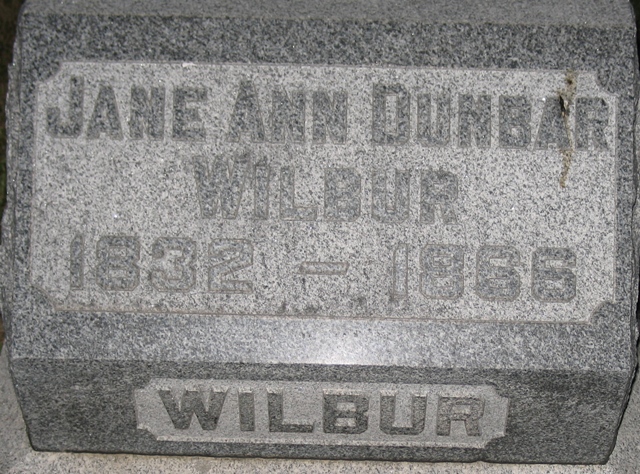 JANE ANN DUNBAR
WILBUR
1832 – 1866
WILBUR